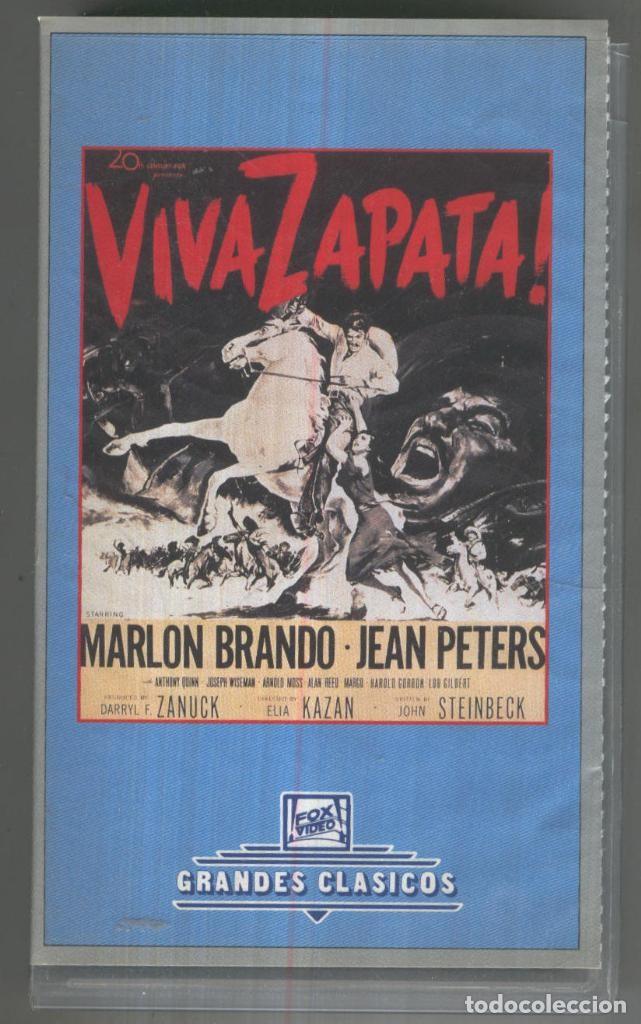 20th CENTURY-FOX
presents
VIVA ZAPATA!
STARRING
MARLON BRANDO · JEAN PETERS
with ANTHONY QUINN · JOSEPH WISEMAN · ARNOLD MOSS · ALAN REED · MARGO · HAROLD GORDON · LOU GILBERT
PRODUCED BY DIRECTED BY WRITTEN BY
DARRYL F. ZANUCK ELIA KAZAN JOHN STEINBECK
FOX
VIDEO
GRANDES CLASICOS
todocoleccion